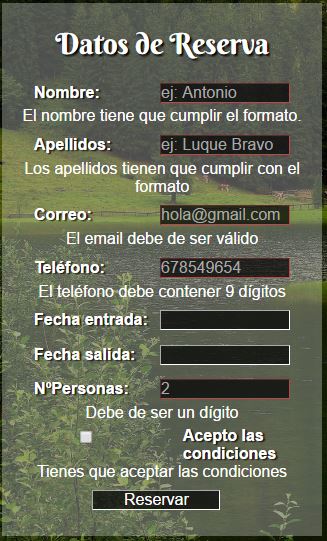 Datos de Reserva
Nombre: ej: Antonio
El nombre tiene que cumplir el formato.
Apellidos: ej: Luque Bravo
Los apellidos tienen que cumplir con el
formato
Correo: hola@gmail.com
El email debe de ser válido
Teléfono: 678549654
El teléfono debe contener 9 dígitos
Fecha entrada:
Fecha salida:
NºPersonas: 2
Debe de ser un dígito
Acepto las
condiciones
Tienes que aceptar las condiciones
Reservar